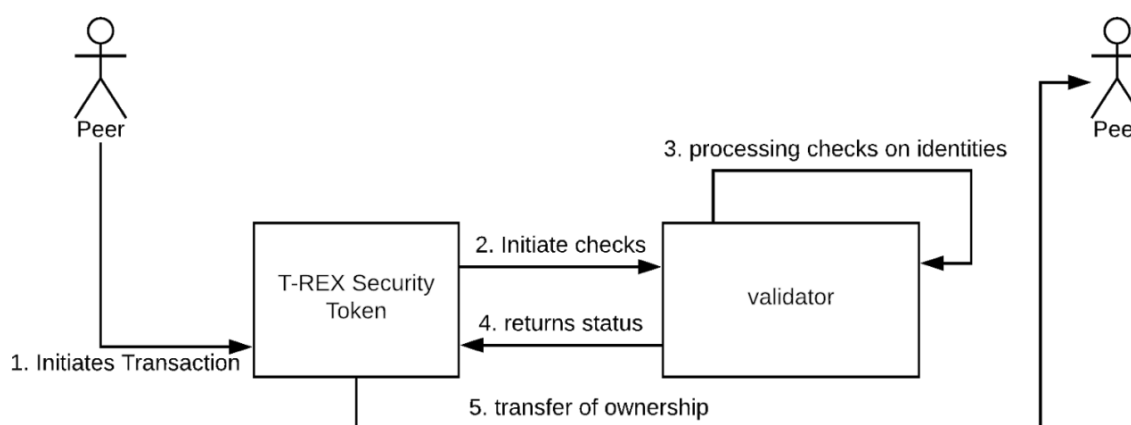 Peer
Pee
3. processing checks on identities
2. Initiate checks
T-REX Security
Token
validator
4. returns status
1. Initiates Transaction
5. transfer of ownership